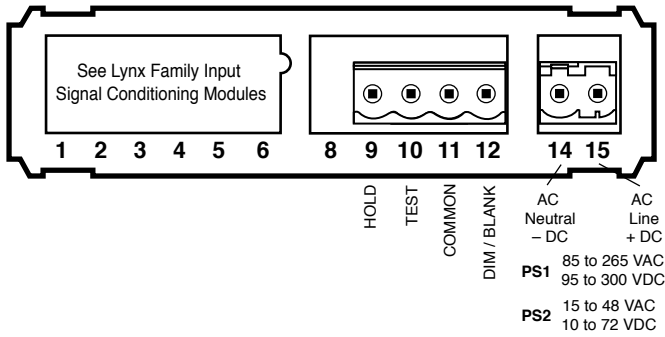 See Lynx Family Input
Signal Conditioning Modules
1 2 3 4 5 6 8 9 10 11 12 14 15
HOLD
TEST
COMMON
DIM / BLANK
AC
Neutral
– DC
AC
Line
+ DC
PS1 85 to 265 VAC
95 to 300 VDC
PS2 15 to 48 VAC
10 to 72 VDC